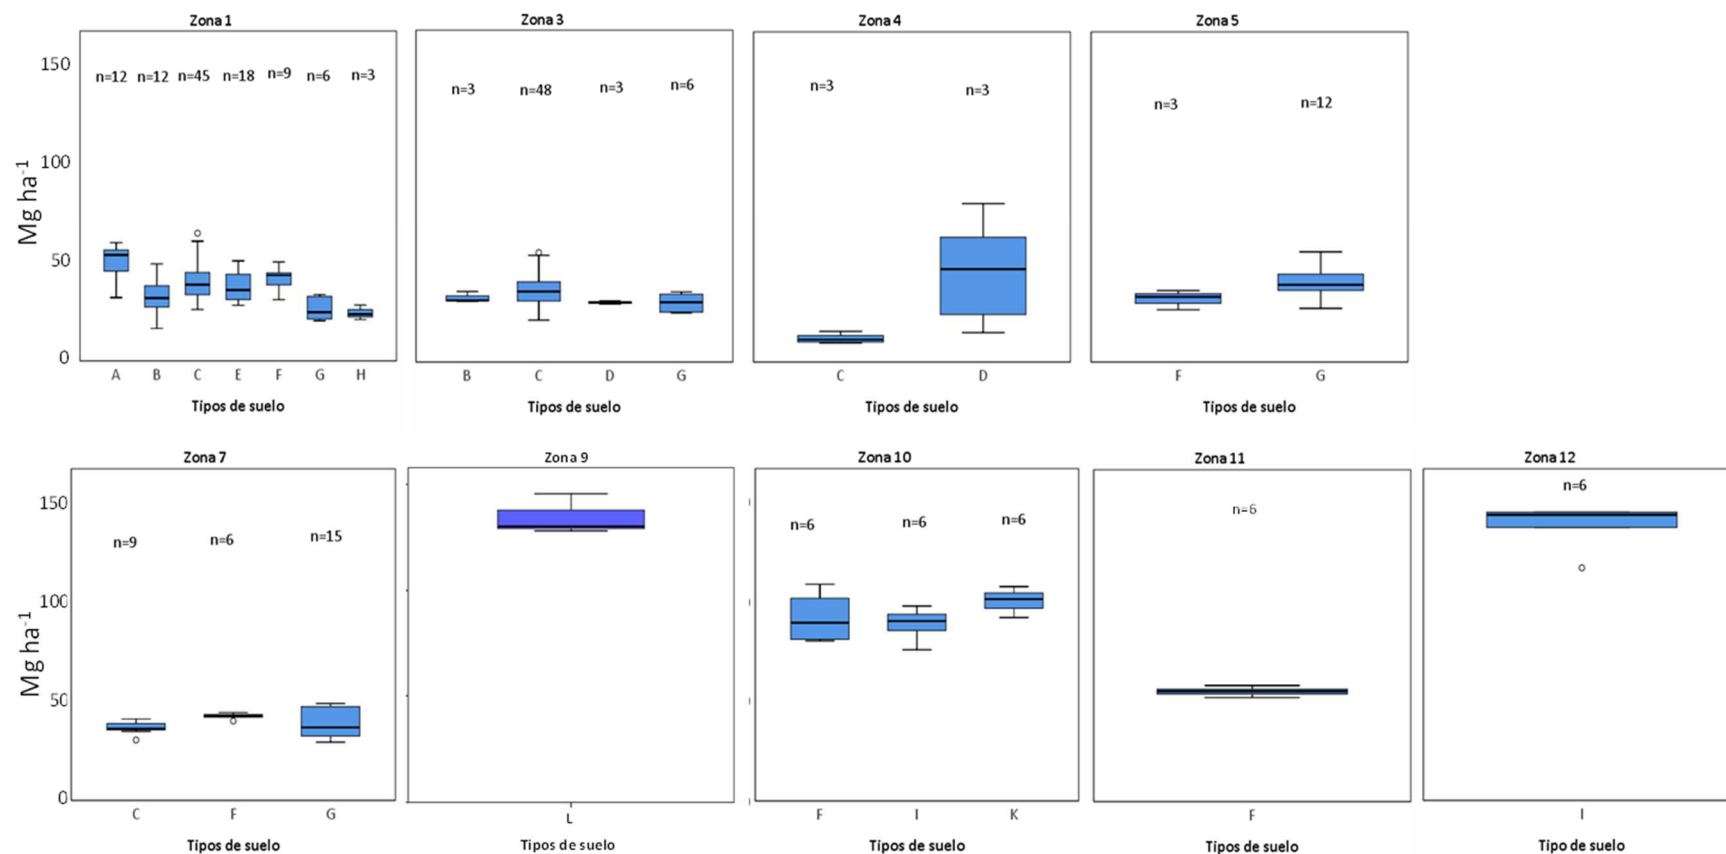 Zona 1
Zona 3
Zona 4
Zona 5
Mg ha⁻¹
150
100
50
0
n=12 n=12 n=45 n=18 n=9 n=6 n=3
n=3 n=48 n=3 n=6
n=3 n=3
n=3 n=12
A B C E F G H
B C D G
C D
F G
Tipos de suelo
Tipos de suelo
Tipos de suelo
Tipos de suelo
Zona 7
Zona 9
Zona 10
Zona 11
Zona 12
Mg ha⁻¹
150
100
50
0
n=9 n=6 n=15
n=6 n=6 n=6
n=6
n=6
C F G
L
F I K
F
I
Tipos de suelo
Tipos de suelo
Tipos de suelo
Tipos de suelo
Tipo de suelo